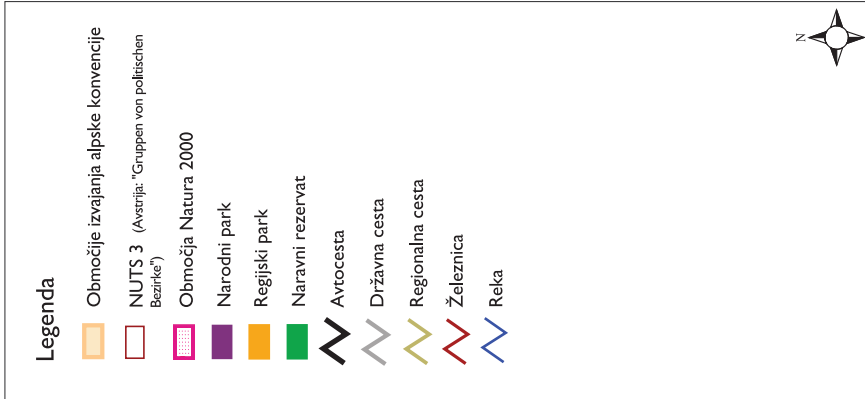 Legenda
Območije izvajanja alpske konvencije
NUTS 3 (Avstrija: "Gruppen von politischen
Bezirke")
Območja Natura 2000
Narodni park
Regijski park
Naravni rezervat
Avtocesta
Državna cesta
Regionalna cesta
Železnica
Reka
N